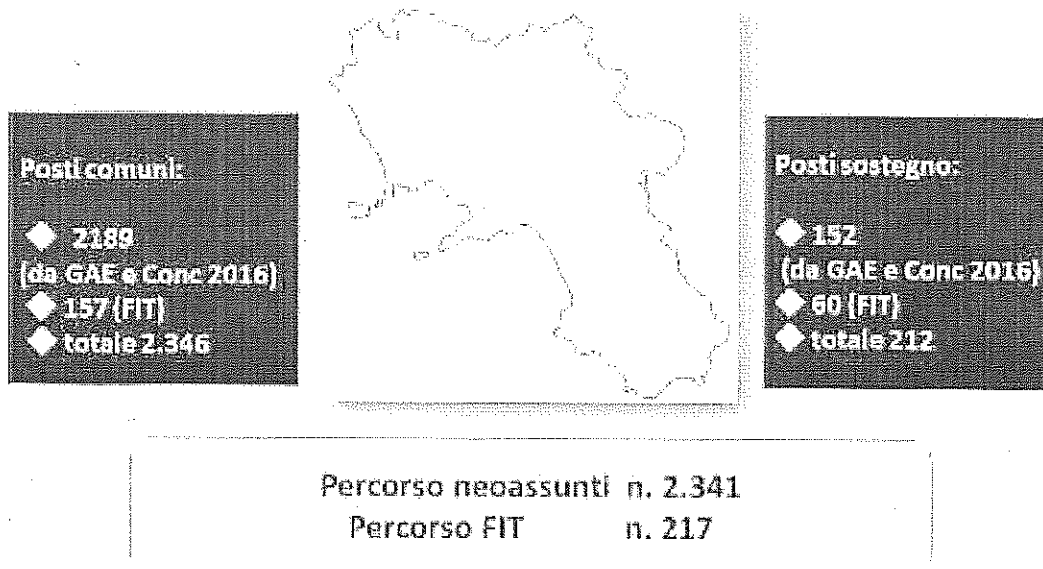 Posti comuni:
2189
(da GAE e Conc 2016)
157 (FIT)
totale 2.346
Posti sostegno:
152
(da GAE e Conc 2016)
60 (FIT)
totale 212
Percorso neoassunti n. 2.341
Percorso FIT n. 217